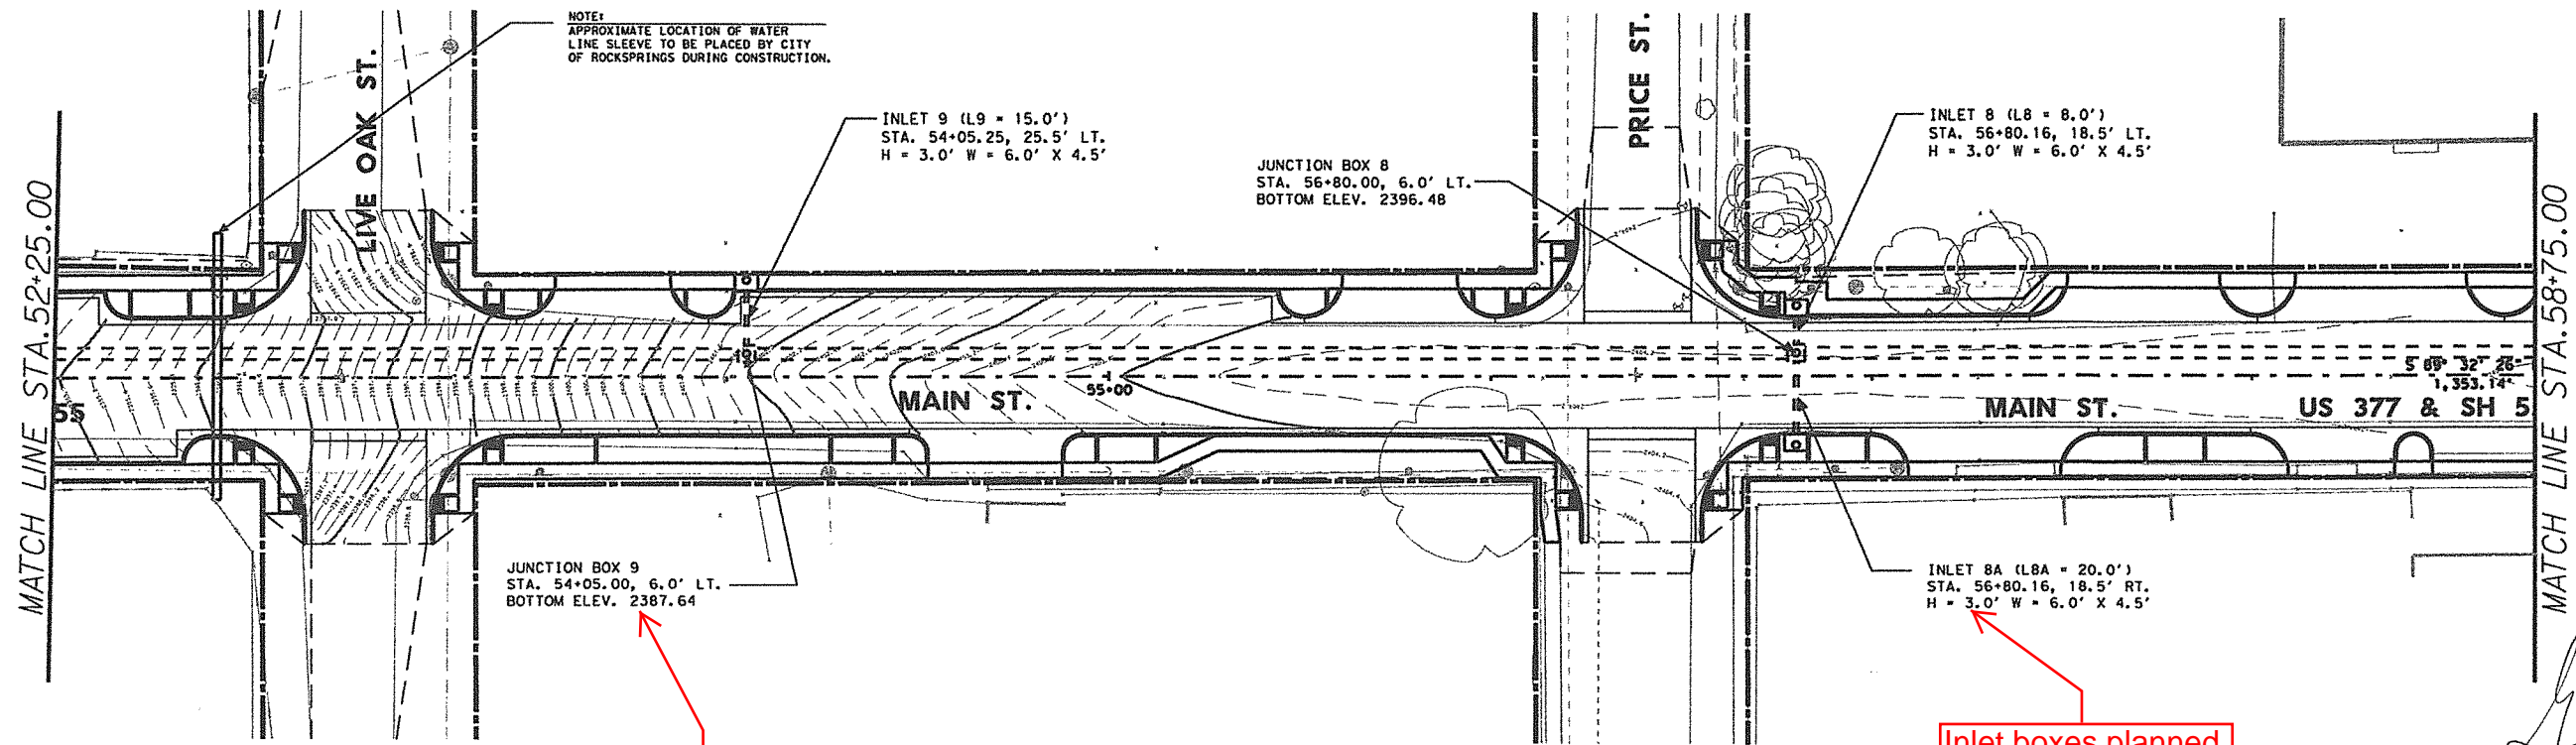 NOTE:
APPROXIMATE LOCATION OF WATER
LINE SLEEVE TO BE PLACED BY CITY
OF ROCKSPRINGS DURING CONSTRUCTION.
LIVE OAK ST.
PRICE ST.
INLET 9 (L9 = 15.0')
STA. 54+05.25, 25.5' LT.
H = 3.0' W = 6.0' X 4.5'
INLET 8 (L8 = 8.0')
STA. 56+80.16, 18.5' LT.
H = 3.0' W = 6.0' X 4.5'
JUNCTION BOX 8
STA. 56+80.00, 6.0' LT.
BOTTOM ELEV. 2396.48
MATCH LINE STA.52+25.00
MATCH LINE STA.58+75.00
S 89° 32' 26"
1,353.14'
55+00
55
MAIN ST.
MAIN ST.
US 377 & SH 5
JUNCTION BOX 9
STA. 54+05.00, 6.0' LT.
BOTTOM ELEV. 2387.64
INLET 8A (L8A = 20.0')
STA. 56+80.16, 18.5' RT.
H = 3.0' W = 6.0' X 4.5'
Inlet boxes planned